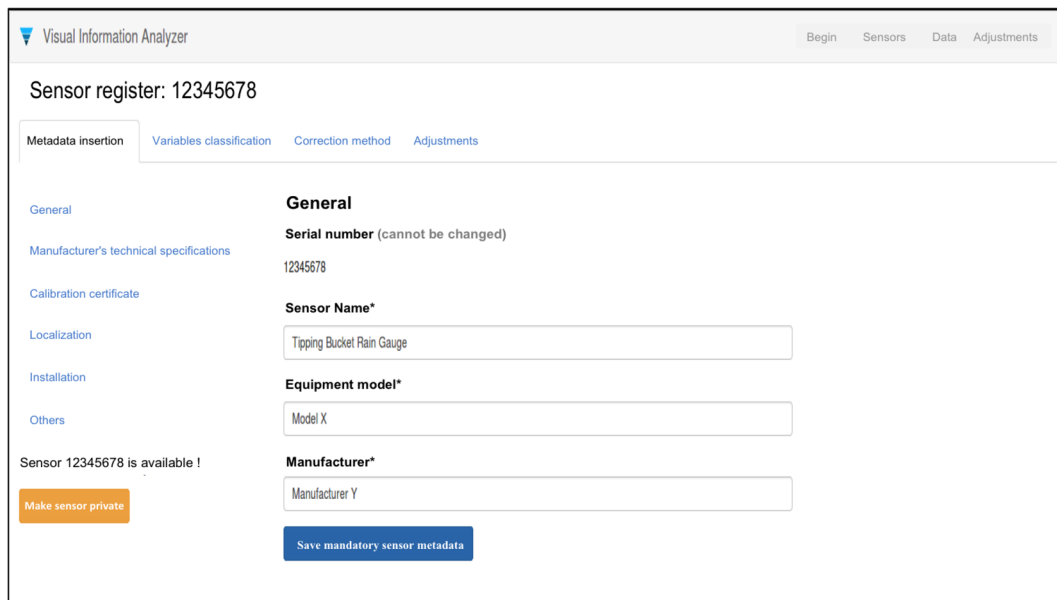 Visual Information Analyzer
Begin Sensors Data Adjustments
Sensor register: 12345678
Metadata insertion Variables classification Correction method Adjustments
General
Manufacturer's technical specifications
Calibration certificate
Localization
Installation
Others
Sensor 12345678 is available !
Make sensor private
General
Serial number (cannot be changed)
12345678
Sensor Name*
Tipping Bucket Rain Gauge
Equipment model*
Model X
Manufacturer*
Manufacturer Y
Save mandatory sensor metadata